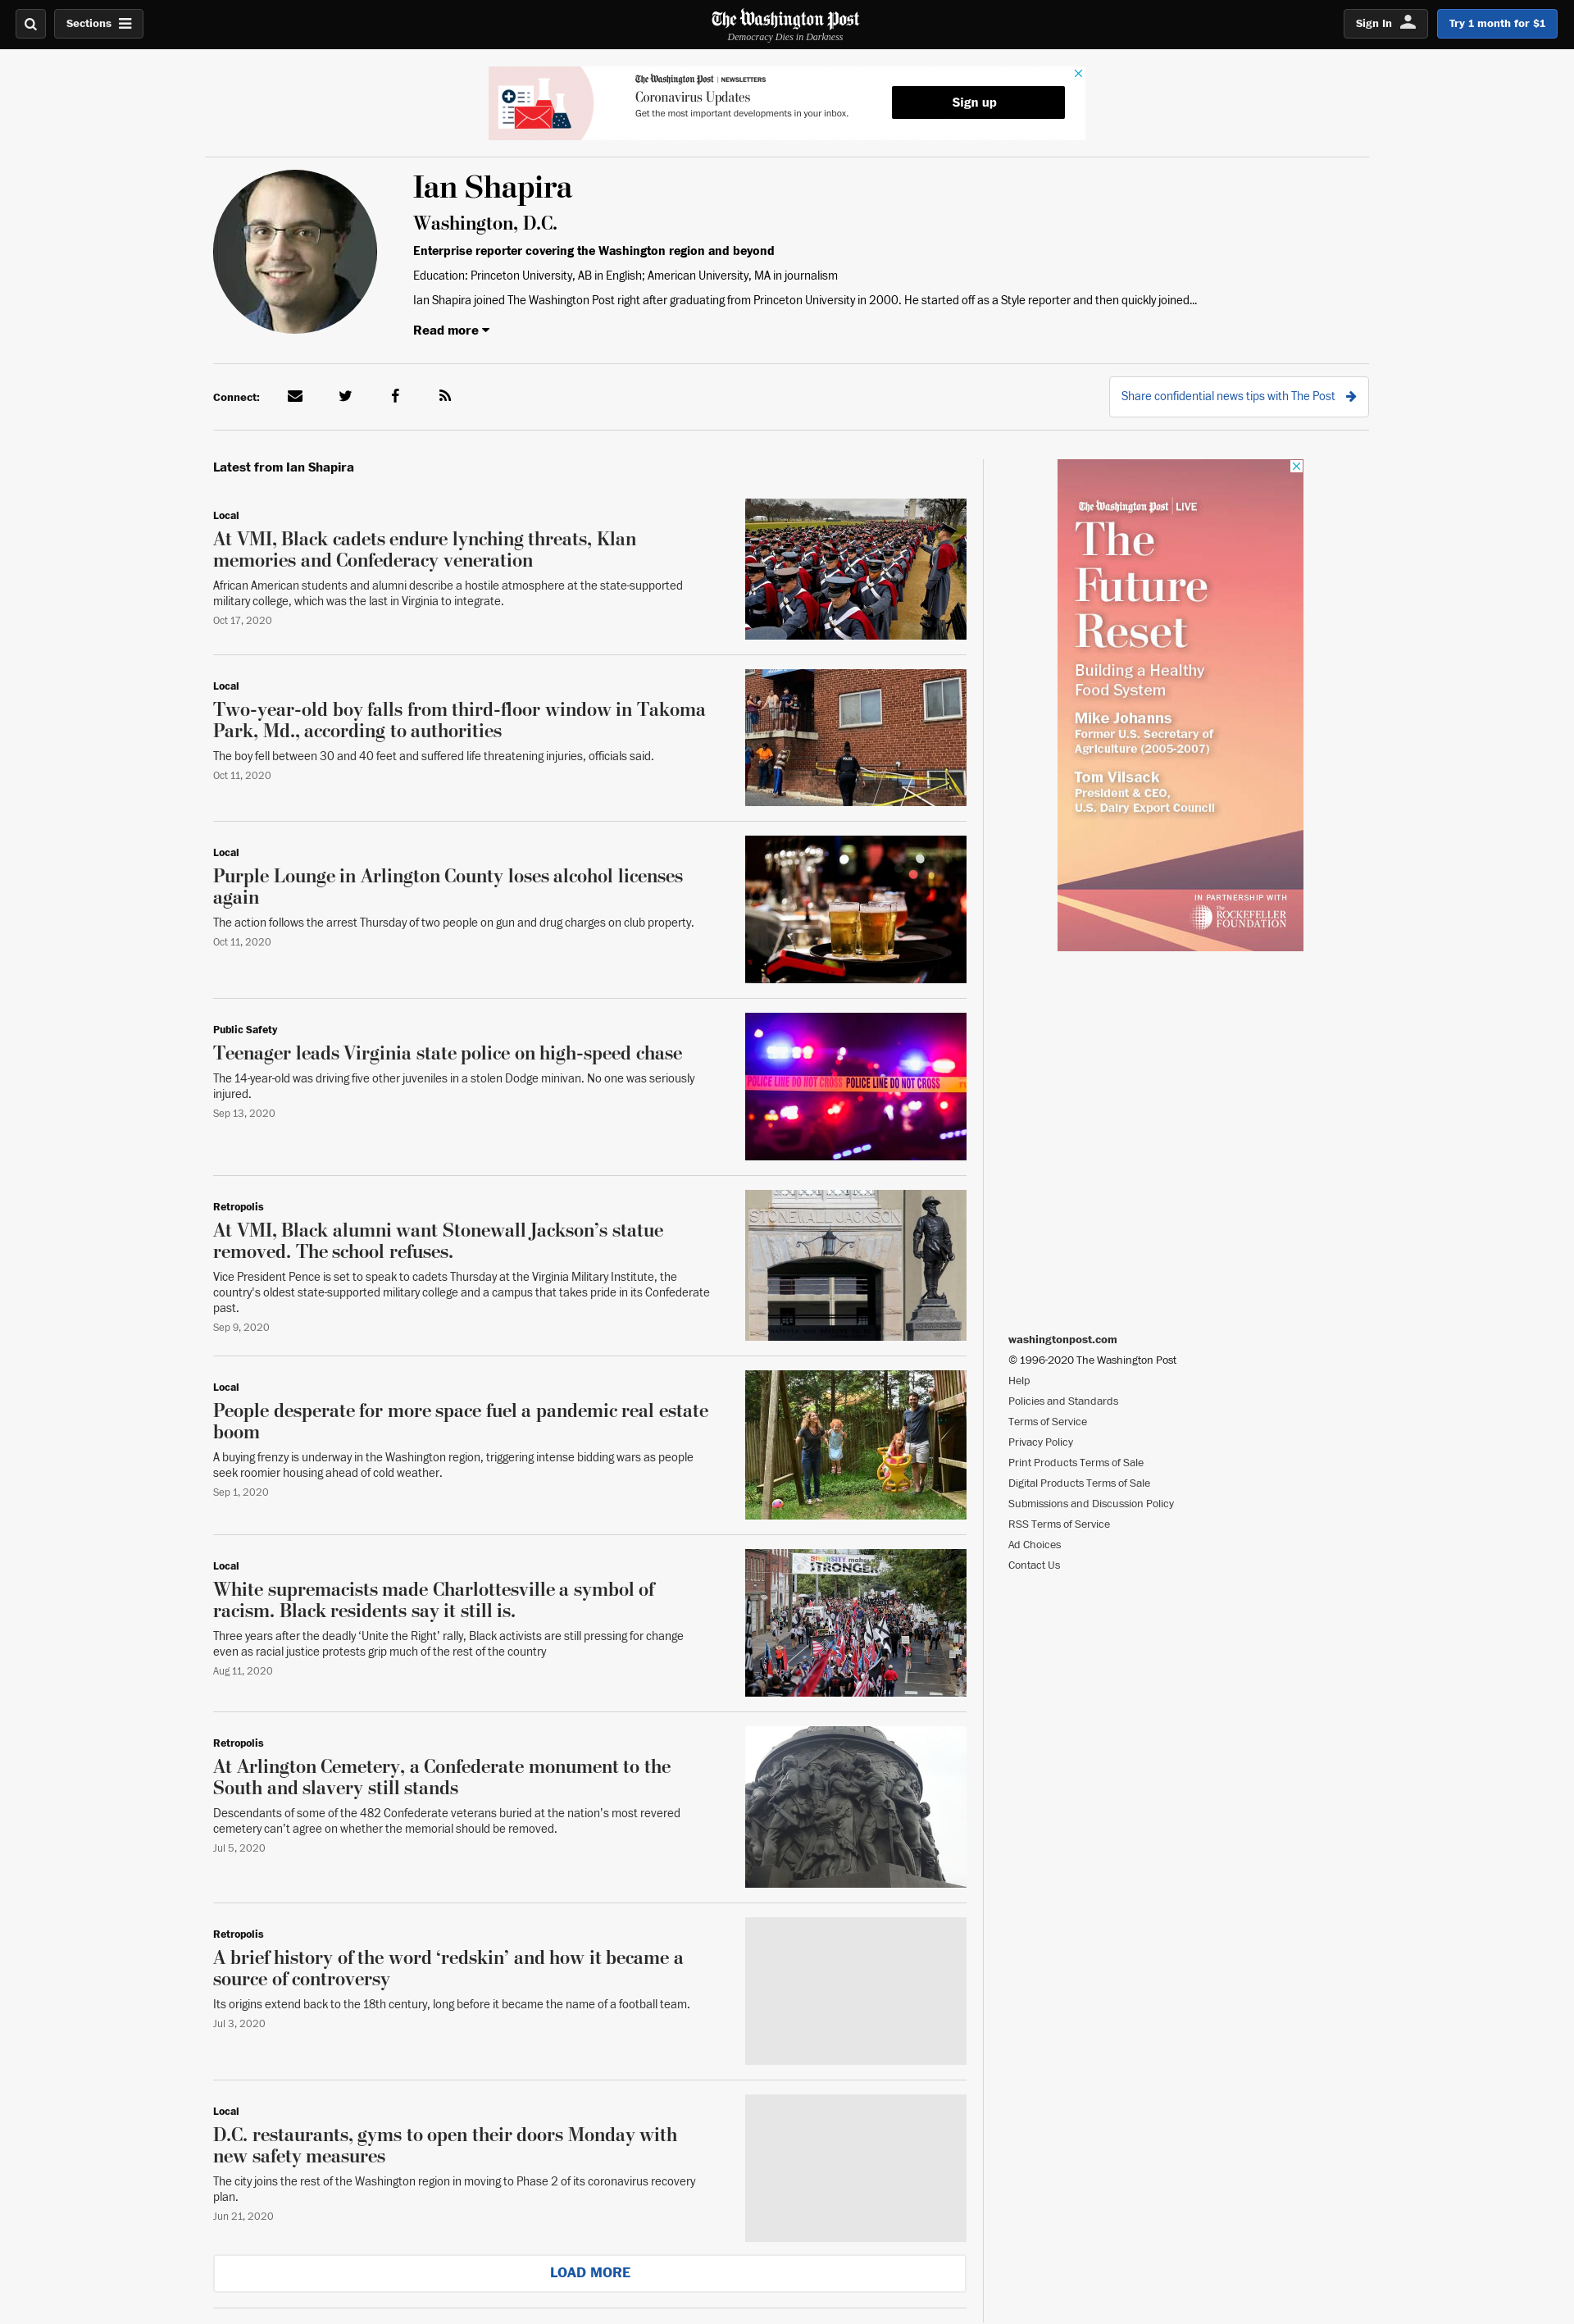 Sections
The Washington Post
Democracy Dies in Darkness
Sign In
Try 1 month for $1
The Washington Post | NEWSLETTERS
Coronavirus Updates
Get the most important developments in your inbox.
Sign up
Ian Shapira
Washington, D.C.
Enterprise reporter covering the Washington region and beyond
Education: Princeton University, AB in English; American University, MA in journalism
Ian Shapira joined The Washington Post right after graduating from Princeton University in 2000. He started off as a Style reporter and then quickly joined...
Read more
Connect:
Share confidential news tips with The Post
Latest from Ian Shapira
Local
At VMI, Black cadets endure lynching threats, Klan
memories and Confederacy veneration
African American students and alumni describe a hostile atmosphere at the state-supported
military college, which was the last in Virginia to integrate.
Oct 17, 2020
Local
Two-year-old boy falls from third-floor window in Takoma
Park, Md., according to authorities
The boy fell between 30 and 40 feet and suffered life threatening injuries, officials said.
Oct 11, 2020
Local
Purple Lounge in Arlington County loses alcohol licenses
again
The action follows the arrest Thursday of two people on gun and drug charges on club property.
Oct 11, 2020
Public Safety
Teenager leads Virginia state police on high-speed chase
The 14-year-old was driving five other juveniles in a stolen Dodge minivan. No one was seriously
injured.
Sep 13, 2020
POLICE LINE DO NOT CROSS POLICE LINE DO NOT CROSS
Retropolis
At VMI, Black alumni want Stonewall Jackson’s statue
removed. The school refuses.
Vice President Pence is set to speak to cadets Thursday at the Virginia Military Institute, the
country's oldest state-supported military college and a campus that takes pride in its Confederate
past.
Sep 9, 2020
STONEWALL JACKSON
Local
People desperate for more space fuel a pandemic real estate
boom
A buying frenzy is underway in the Washington region, triggering intense bidding wars as people
seek roomier housing ahead of cold weather.
Sep 1, 2020
Local
White supremacists made Charlottesville a symbol of
racism. Black residents say it still is.
Three years after the deadly ‘Unite the Right’ rally, Black activists are still pressing for change
even as racial justice protests grip much of the rest of the country
Aug 11, 2020
DIVERSITY makes
STRONGER
Retropolis
At Arlington Cemetery, a Confederate monument to the
South and slavery still stands
Descendants of some of the 482 Confederate veterans buried at the nation’s most revered
cemetery can’t agree on whether the memorial should be removed.
Jul 5, 2020
Retropolis
A brief history of the word ‘redskin’ and how it became a
source of controversy
Its origins extend back to the 18th century, long before it became the name of a football team.
Jul 3, 2020
Local
D.C. restaurants, gyms to open their doors Monday with
new safety measures
The city joins the rest of the Washington region in moving to Phase 2 of its coronavirus recovery
plan.
Jun 21, 2020
LOAD MORE
The Washington Post | LIVE
The
Future
Reset
Building a Healthy
Food System
Mike Johanns
Former U.S. Secretary of
Agriculture (2005-2007)
Tom Vilsack
President & CEO,
U.S. Dairy Export Council
IN PARTNERSHIP WITH
The
ROCKEFELLER
FOUNDATION
washingtonpost.com
© 1996-2020 The Washington Post
Help
Policies and Standards
Terms of Service
Privacy Policy
Print Products Terms of Sale
Digital Products Terms of Sale
Submissions and Discussion Policy
RSS Terms of Service
Ad Choices
Contact Us